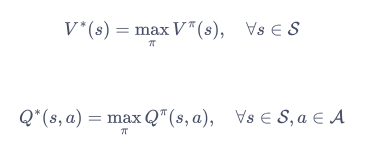 V*(s) = max_π V^π(s), ∀s ∈ 𝒮
Q*(s, a) = max_π Q^π(s, a), ∀s ∈ 𝒮, a ∈ 𝒜